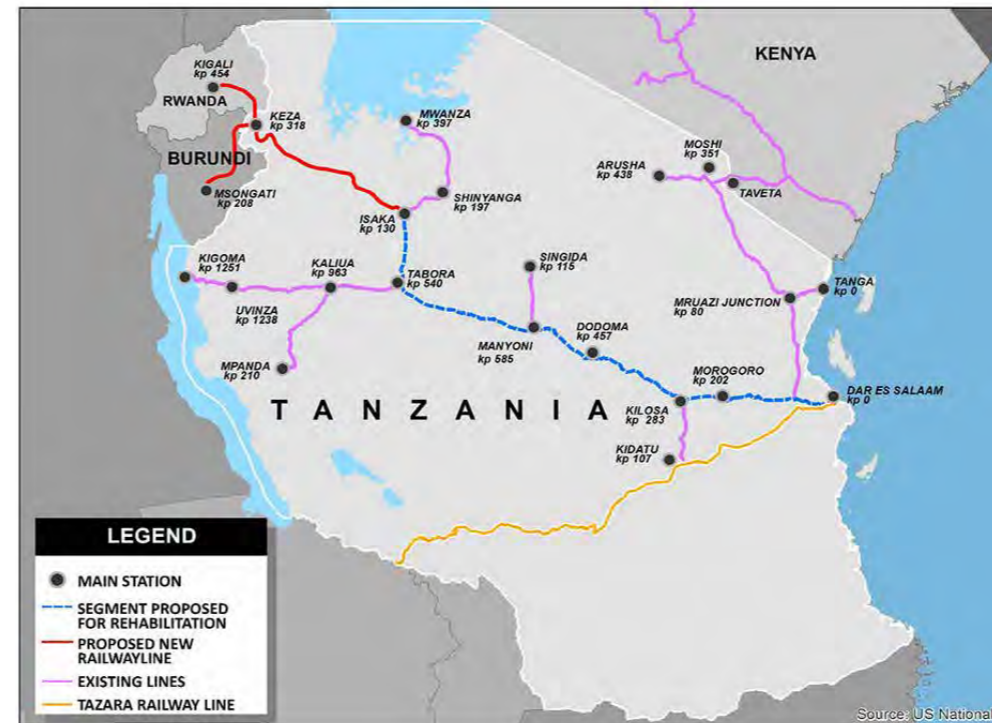 KENYA
KIGALI
kp 454
RWANDA
KEZA
kp 318
BURUNDI
MSONGATI
kp 208
MWANZA
kp 397
SHINYANGA
kp 197
ISAKA
kp 130
MOSHI
kp 351
ARUSHA
kp 438
TAVETA
KIGOMA
kp 1251
UVINZA
kp 1238
KALIUA
kp 963
TABORA
kp 540
SINGIDA
kp 115
TANGA
kp 0
MRUAZI JUNCTION
kp 80
MPANDA
kp 210
MANYONI
kp 585
DODOMA
kp 457
MOROGORO
kp 202
DAR ES SALAAM
kp 0
KILOSA
kp 283
KIDATU
kp 107
TANZANIA
LEGEND
MAIN STATION
SEGMENT PROPOSED
FOR REHABILITATION
PROPOSED NEW
RAILWAYLINE
EXISTING LINES
TAZARA RAILWAY LINE
Source: US National